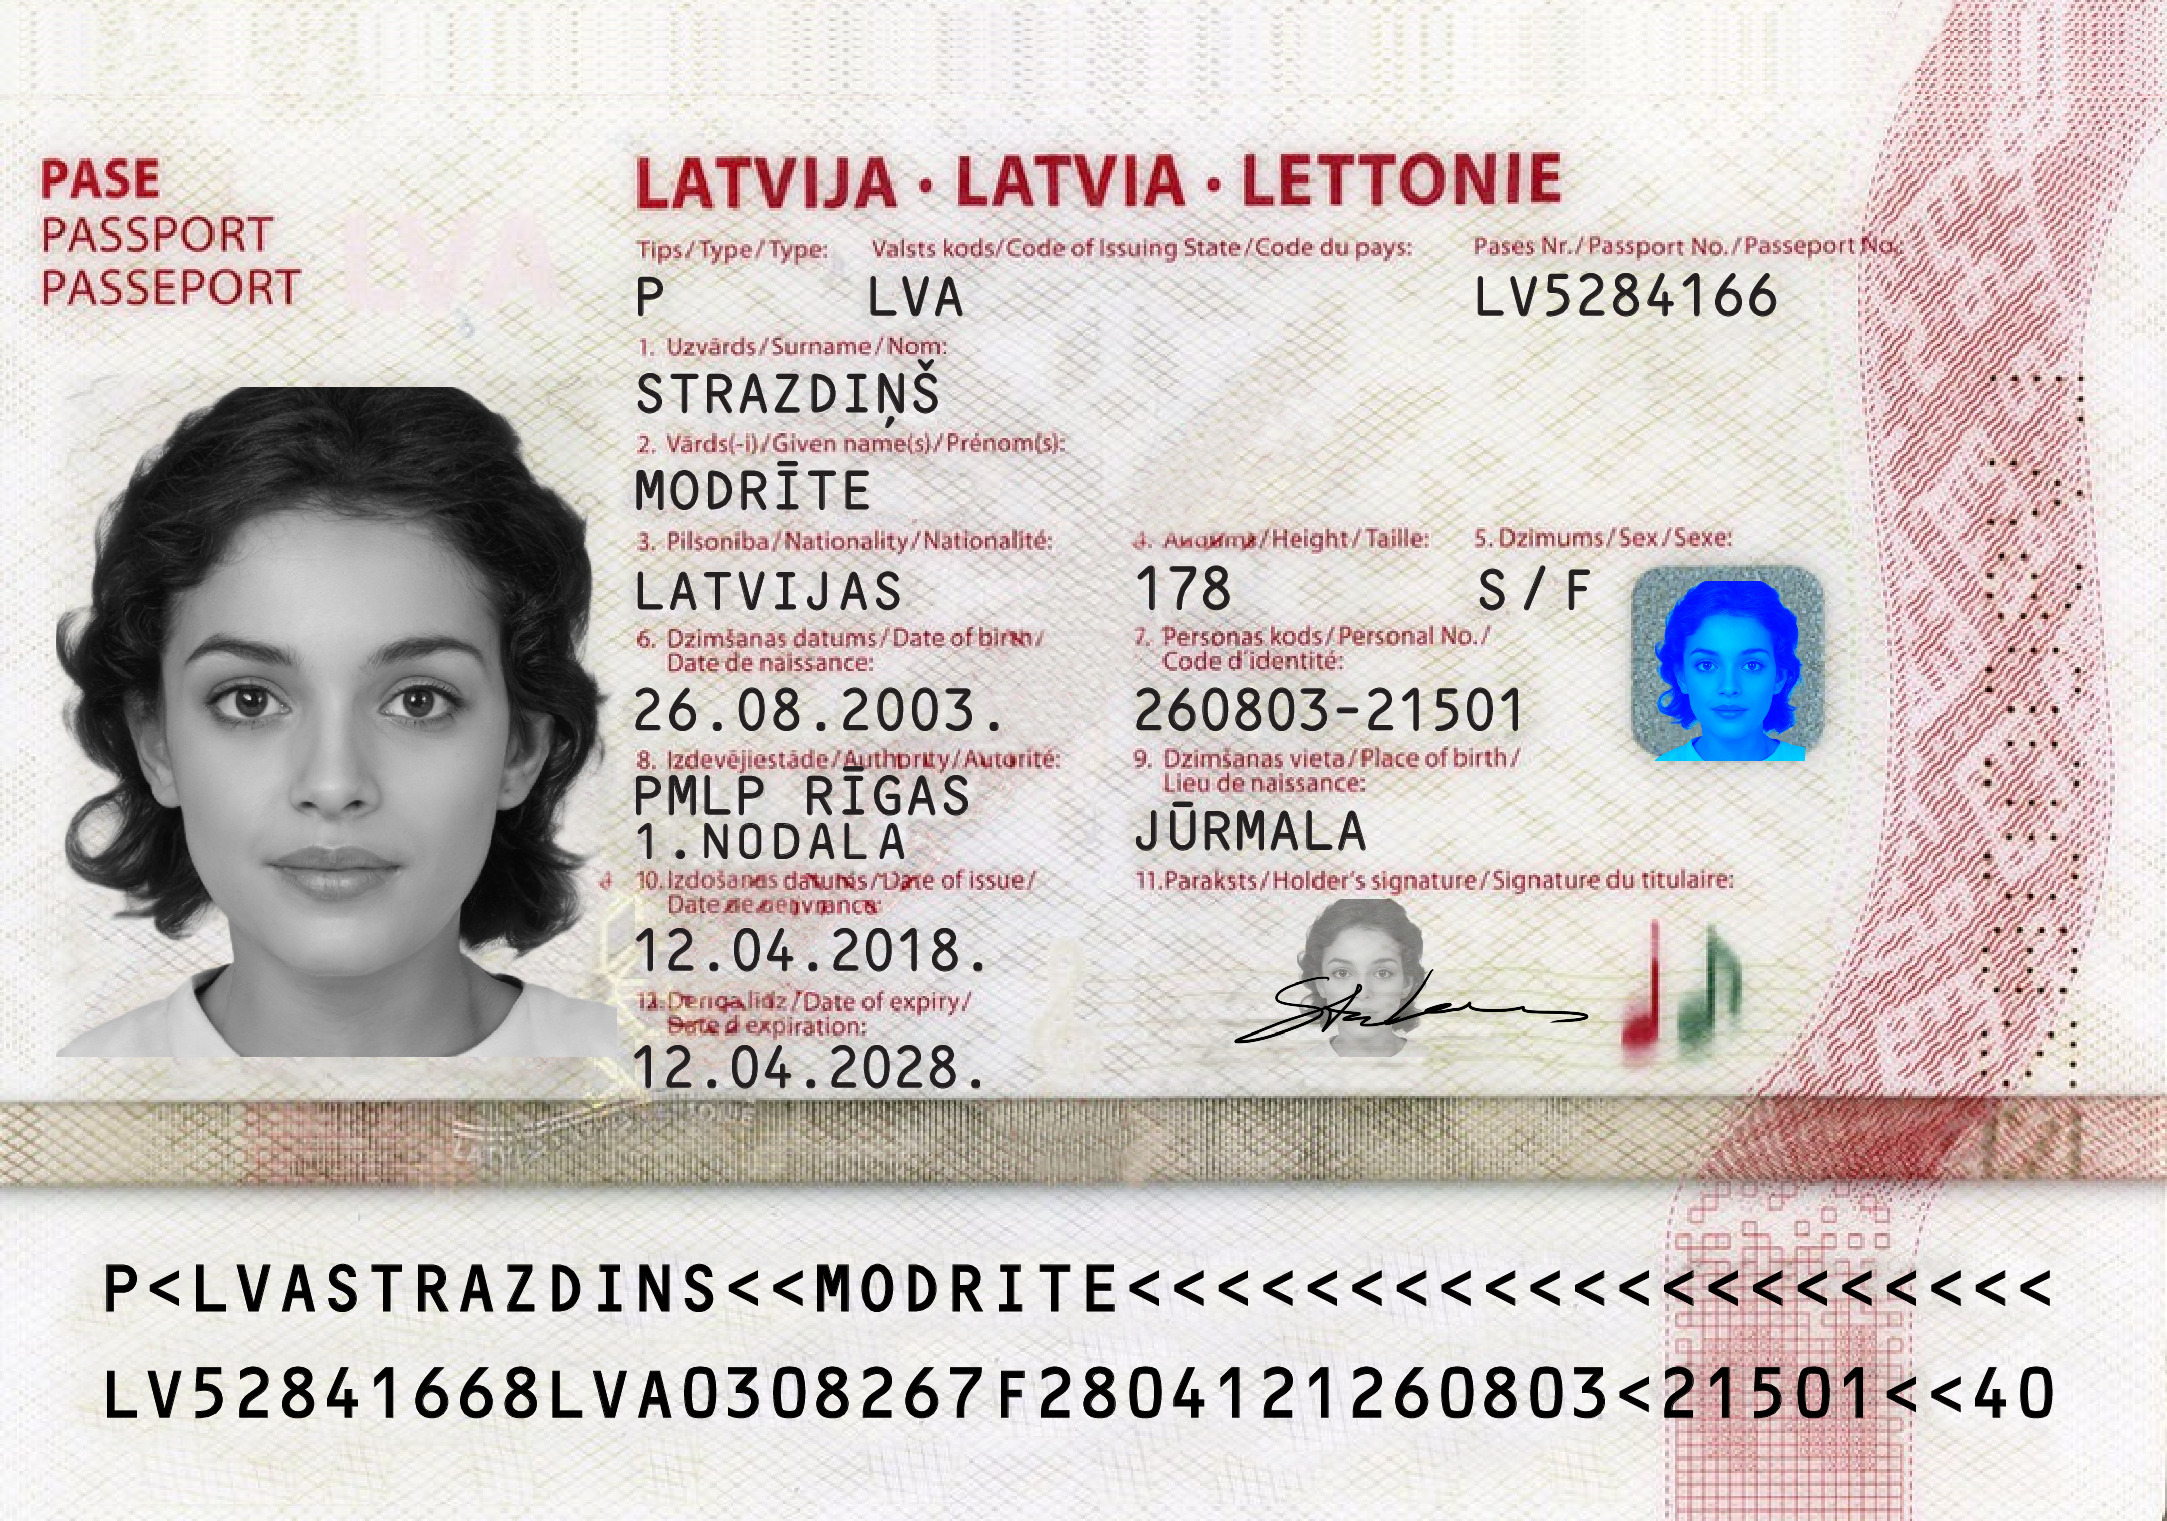 PASE
PASSPORT
PASSEPORT
LVA
LATVIJA · LATVIA · LETTONIE
Tips/Type/Type: Valsts kods/Code of Issuing State/Code du pays: Pases Nr./Passport No./Passeport No.:
P LVA LV5284166
1. Uzvārds/Surname/Nom:
STRAZDIŅŠ
2. Vārds(-i)/Given name(s)/Prénom(s):
MODRĪTE
3. Pilsonība/Nationality/Nationalité: 4. Augums/Height/Taille: 5. Dzimums/Sex/Sexe:
LATVIJAS 178 S/F
6. Dzimšanas datums/Date of birth/ 7. Personas kods/Personal No./
Date de naissance: Code d'identité:
26.08.2003. 260803-21501
8. Izdevējiestāde/Authority/Autorité: 9. Dzimšanas vieta/Place of birth/
Lieu de naissance:
PMLP RĪGAS
1.NODALA JŪRMALA
10. Izdošanas datums/Date of issue/ 11. Paraksts/Holder's signature/Signature du titulaire:
Date de délivrance:
12.04.2018.
12. Derīga līdz/Date of expiry/
Date d'expiration:
12.04.2028.
P<LVASTRAZDINS<<MODRITE<<<<<<<<<<<<<<<<<<<<<
LV52841668LVA0308267F2804121260803<21501<<40